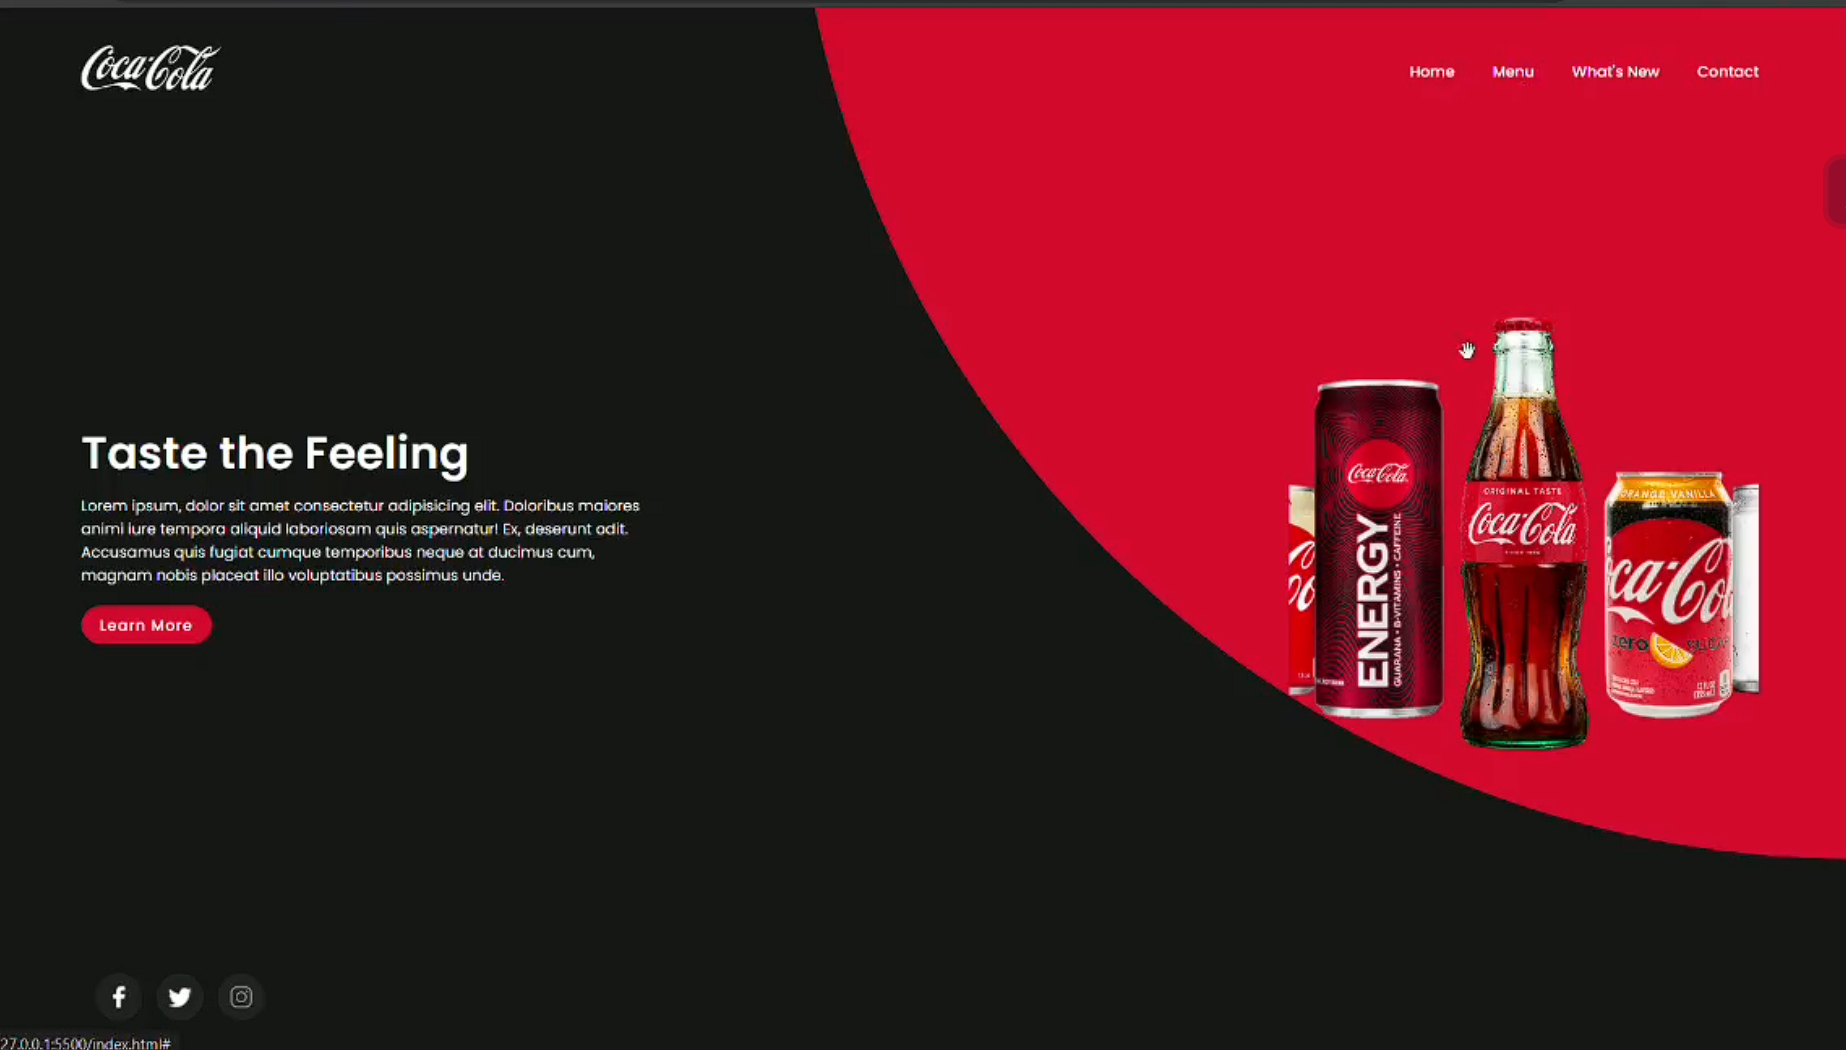 Coca-Cola
Home Menu What's New Contact
Taste the Feeling
Lorem ipsum, dolor sit amet consectetur adipisicing elit. Doloribus maiores
animi iure tempora aliquid laboriosam quis aspernatur! Ex, deserunt odit.
Accusamus quis fugiat cumque temporibus neque at ducimus cum,
magnam nobis placeat illo voluptatibus possimus unde.
Learn More
Coca-Cola
ENERGY
GUARANA • B-VITAMINS • CAFFEINE
ORIGINAL TASTE
Coca-Cola
ORANGE VANILLA
oca-Col
zero
27.0.0.1:5500/index.html#